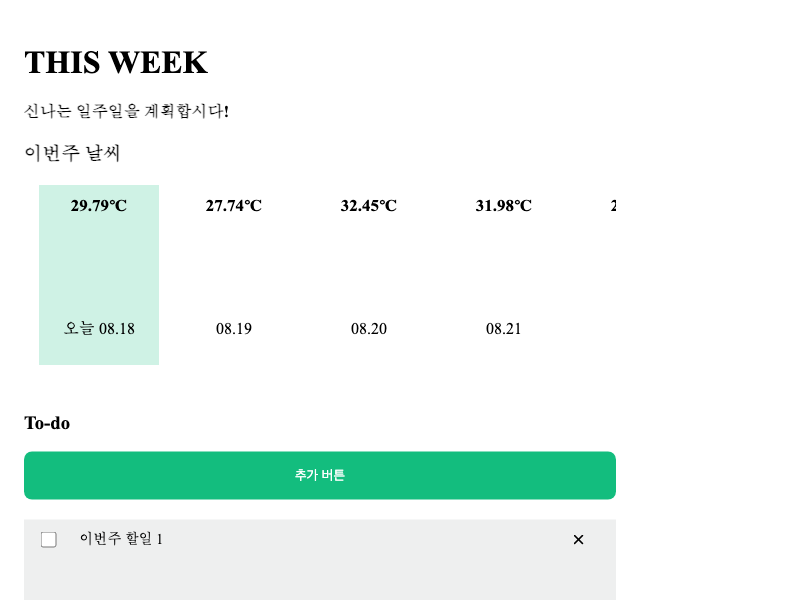 THIS WEEK
신나는 일주일을 계획합시다!
이번주 날씨
29.79℃ 27.74℃ 32.45℃ 31.98℃
오늘 08.18 08.19 08.20 08.21
To-do
추가 버튼
이번주 할일 1 ✕